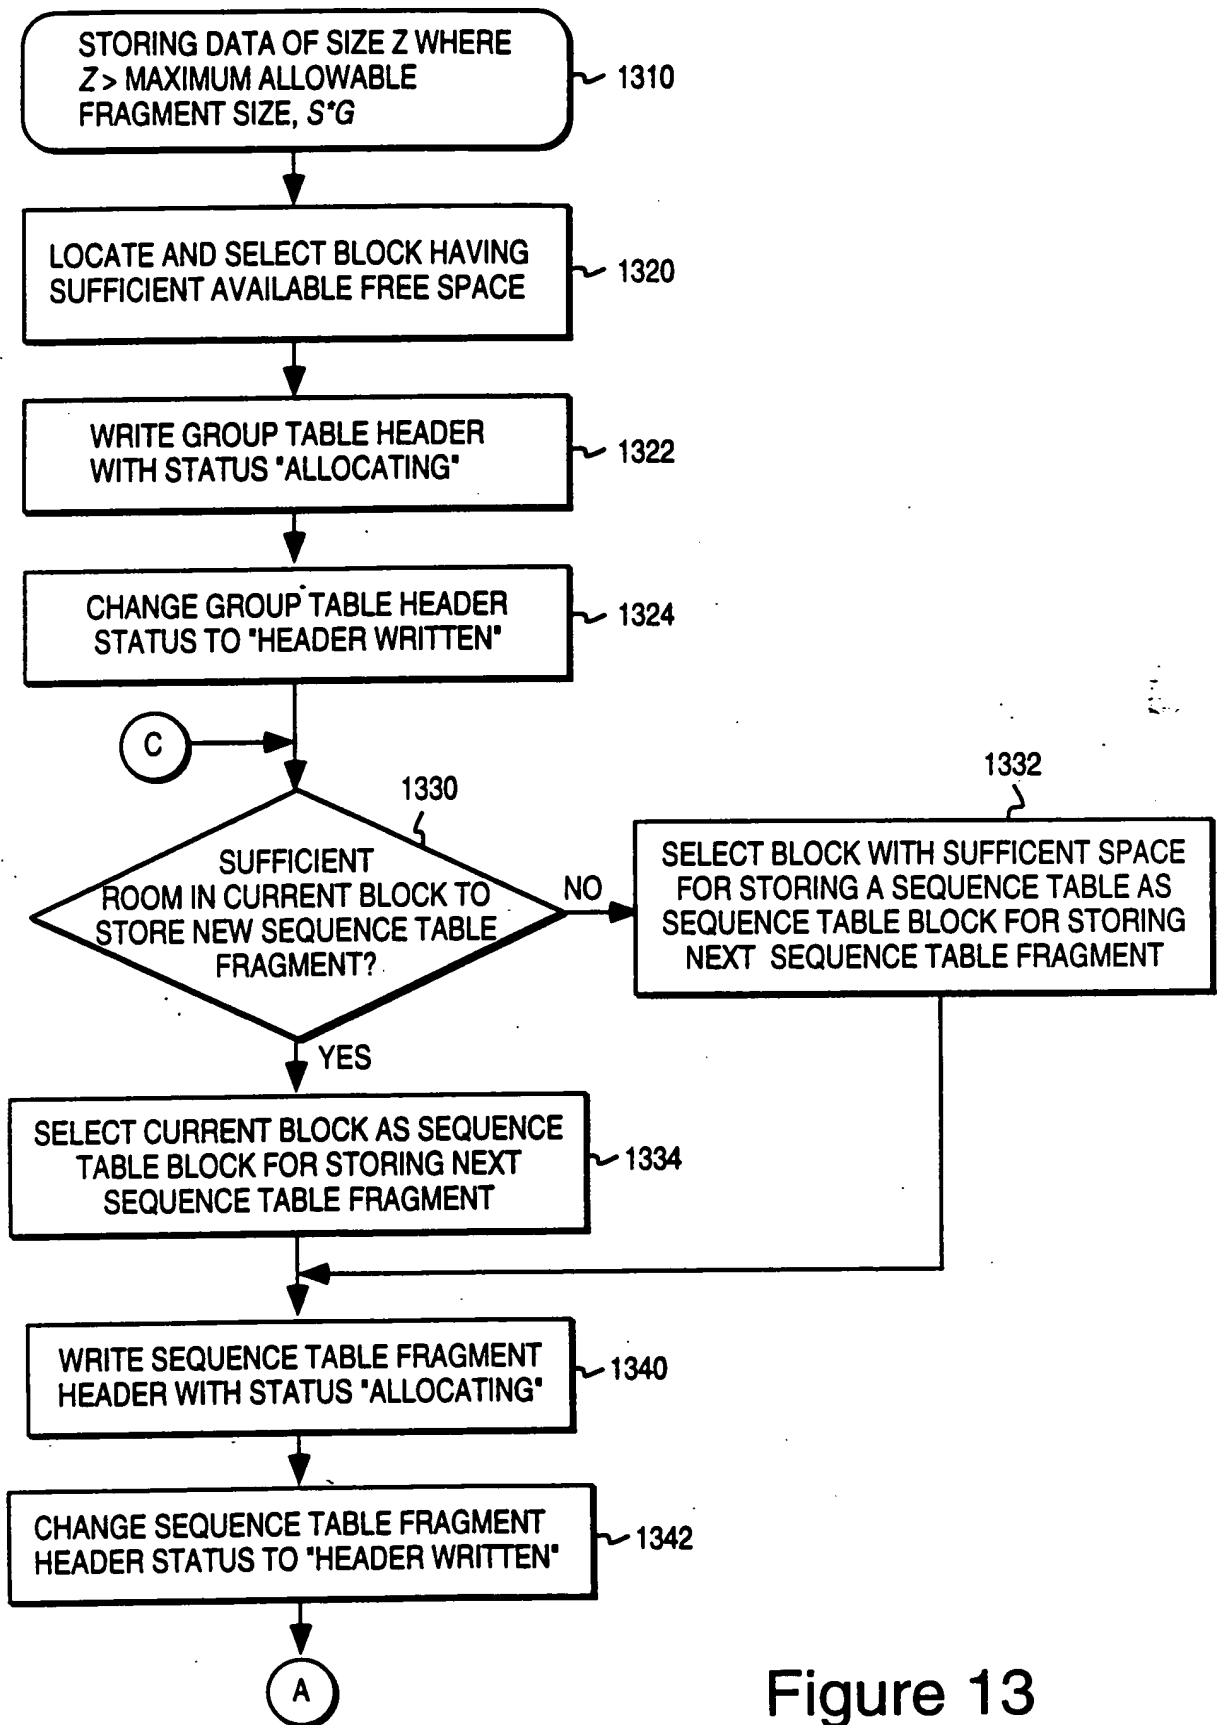 STORING DATA OF SIZE Z WHERE
Z > MAXIMUM ALLOWABLE
FRAGMENT SIZE, S*G
1310
LOCATE AND SELECT BLOCK HAVING
SUFFICIENT AVAILABLE FREE SPACE
1320
WRITE GROUP TABLE HEADER
WITH STATUS "ALLOCATING"
1322
CHANGE GROUP TABLE HEADER
STATUS TO "HEADER WRITTEN"
1324
C
1330
SUFFICIENT
ROOM IN CURRENT BLOCK TO
STORE NEW SEQUENCE TABLE
FRAGMENT?
NO
1332
SELECT BLOCK WITH SUFFICENT SPACE
FOR STORING A SEQUENCE TABLE AS
SEQUENCE TABLE BLOCK FOR STORING
NEXT SEQUENCE TABLE FRAGMENT
YES
SELECT CURRENT BLOCK AS SEQUENCE
TABLE BLOCK FOR STORING NEXT
SEQUENCE TABLE FRAGMENT
1334
WRITE SEQUENCE TABLE FRAGMENT
HEADER WITH STATUS "ALLOCATING"
1340
CHANGE SEQUENCE TABLE FRAGMENT
HEADER STATUS TO "HEADER WRITTEN"
1342
A
Figure 13